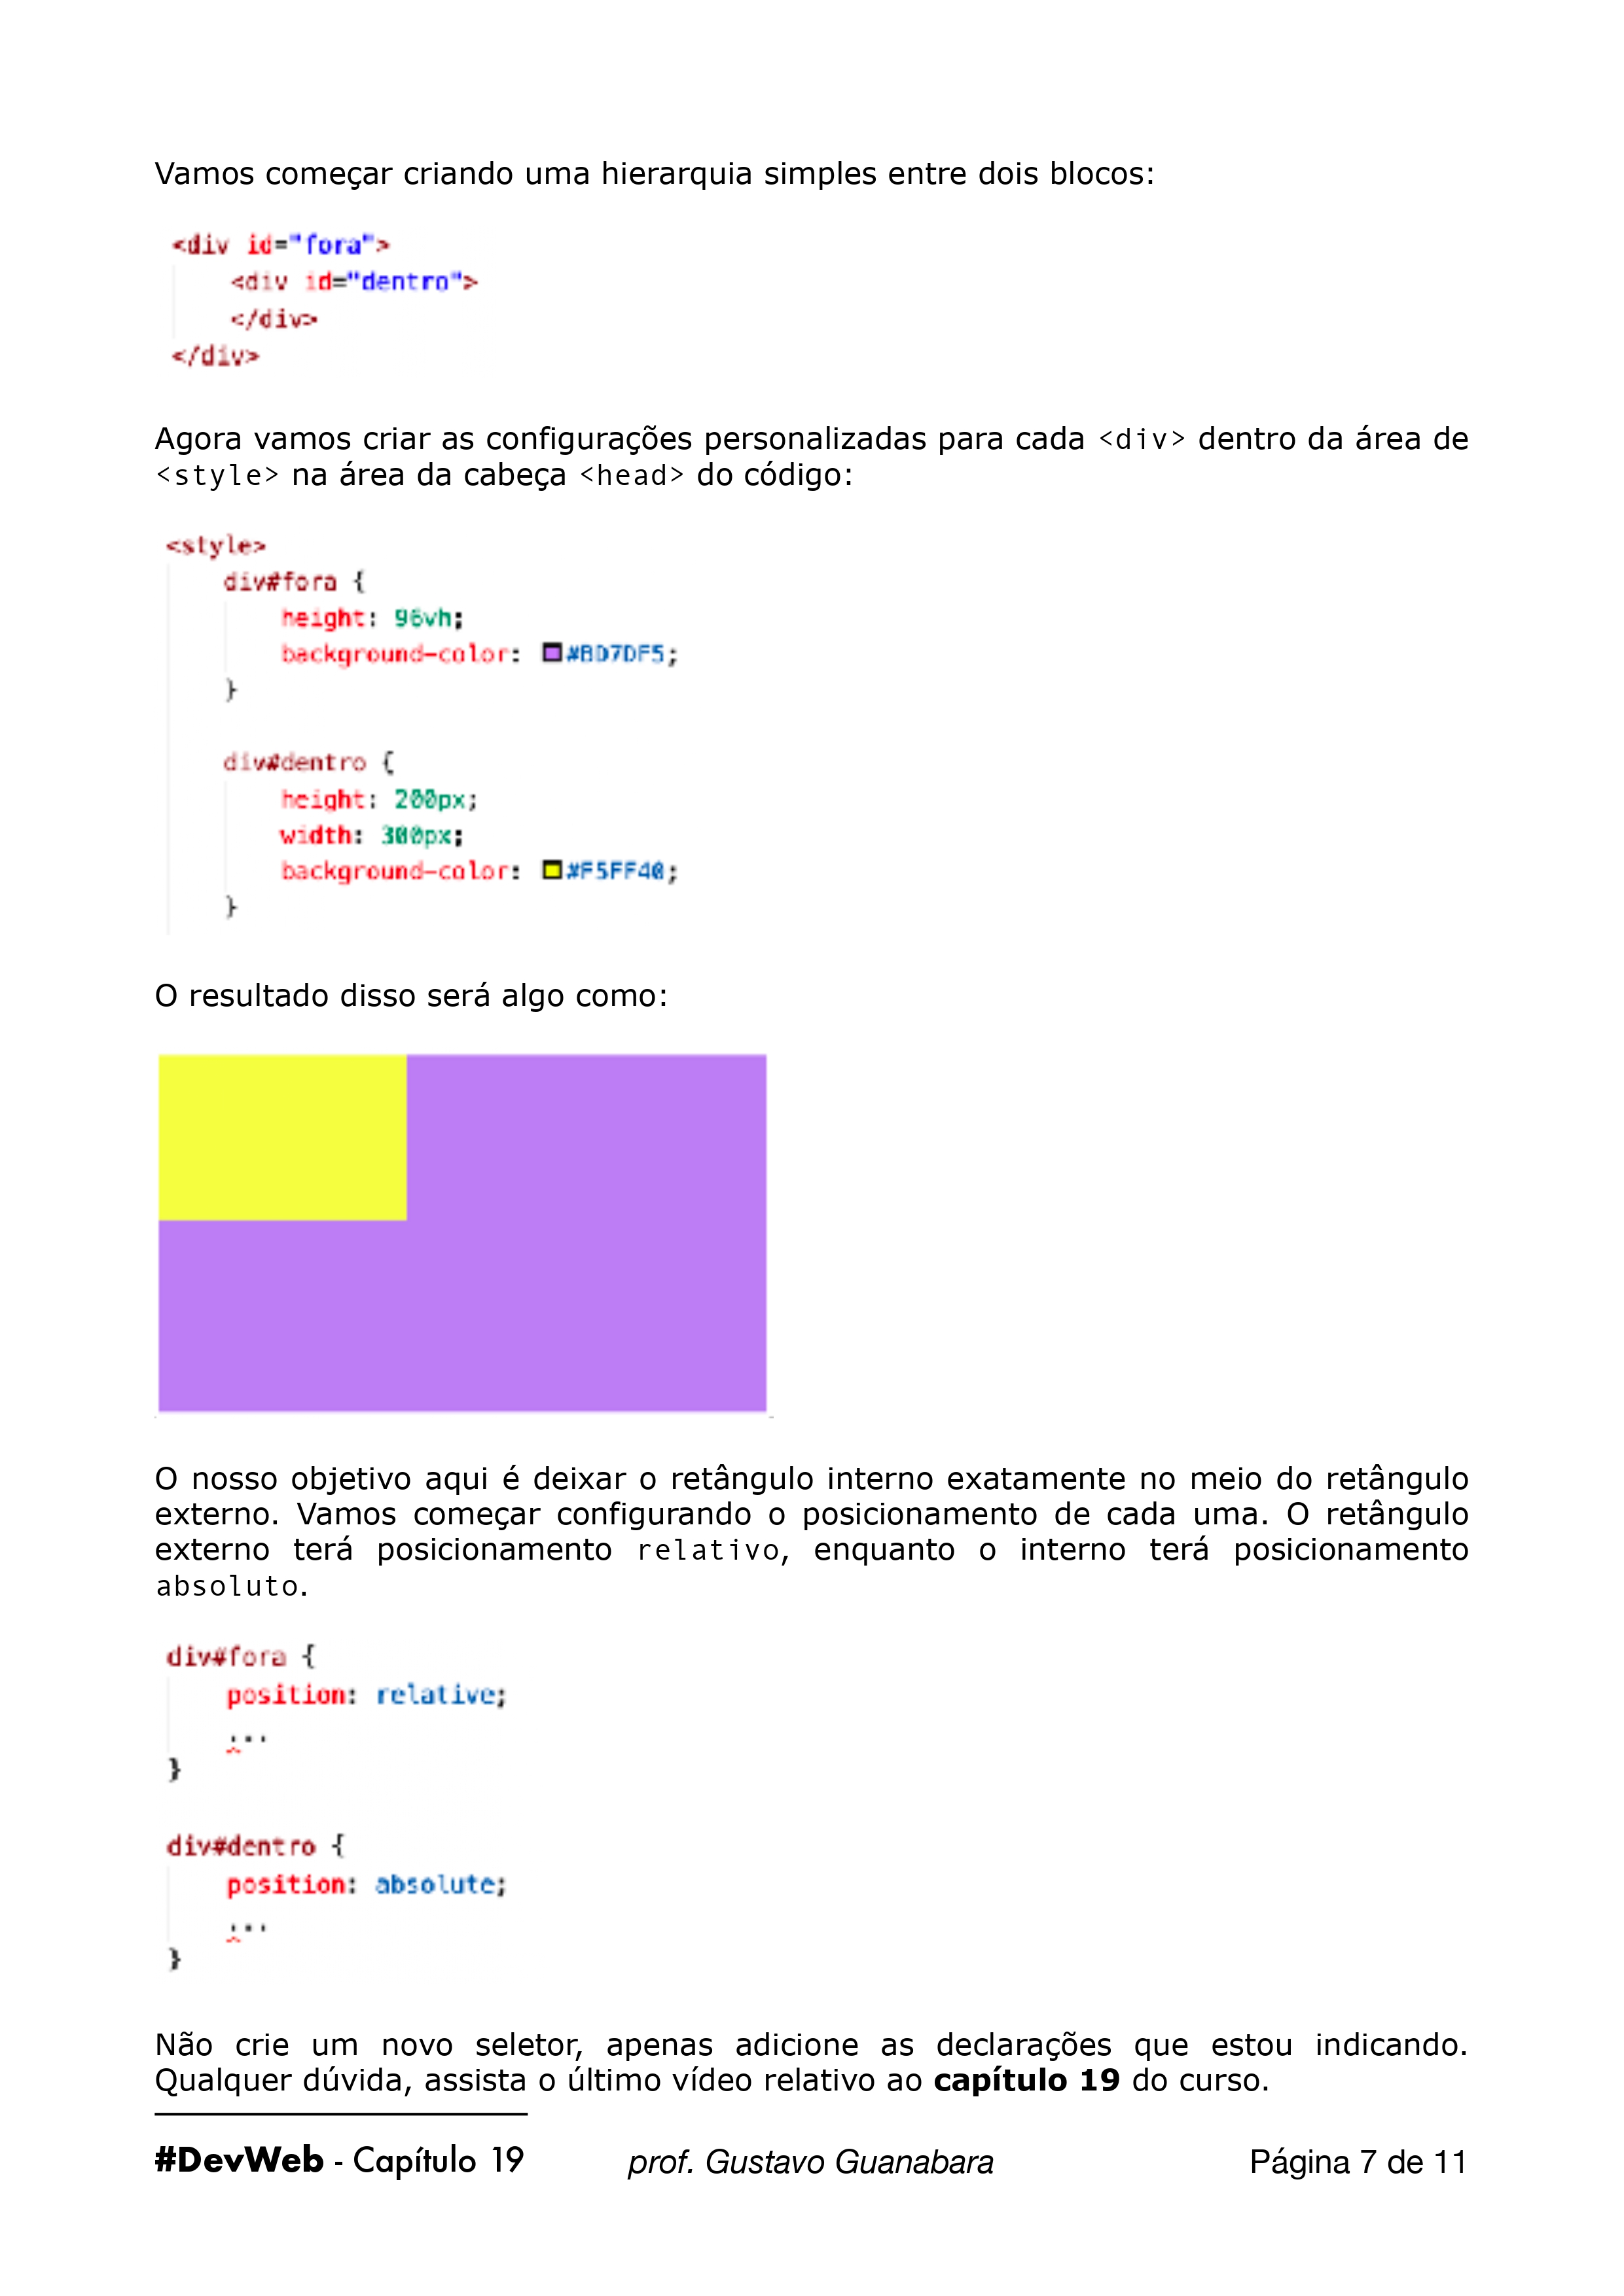 Vamos começar criando uma hierarquia simples entre dois blocos:
<div id="fora">
<div id="dentro">
</div>
</div>
Agora vamos criar as configurações personalizadas para cada <div> dentro da área de
<style> na área da cabeça <head> do código:
<style>
div#fora {
height: 96vh;
background-color: #BD7DF5;
}
div#dentro {
height: 200px;
width: 300px;
background-color: #F5FF40;
}
O resultado disso será algo como:
O nosso objetivo aqui é deixar o retângulo interno exatamente no meio do retângulo
externo. Vamos começar configurando o posicionamento de cada uma. O retângulo
externo terá posicionamento relativo, enquanto o interno terá posicionamento
absoluto.
div#fora {
position: relative;
...
}
div#dentro {
position: absolute;
...
}
Não crie um novo seletor, apenas adicione as declarações que estou indicando.
Qualquer dúvida, assista o último vídeo relativo ao capítulo 19 do curso.
#DevWeb - Capítulo 19 prof. Gustavo Guanabara Página 7 de 11